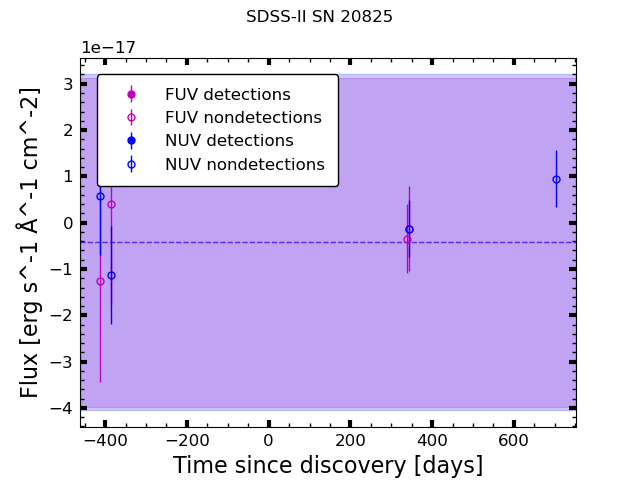 SDSS-II SN 20825
1e−17
FUV detections
FUV nondetections
NUV detections
NUV nondetections
3
2
1
0
−1
−2
−3
−4
Flux [erg s^-1 Å^-1 cm^-2]
−400 −200 0 200 400 600
Time since discovery [days]